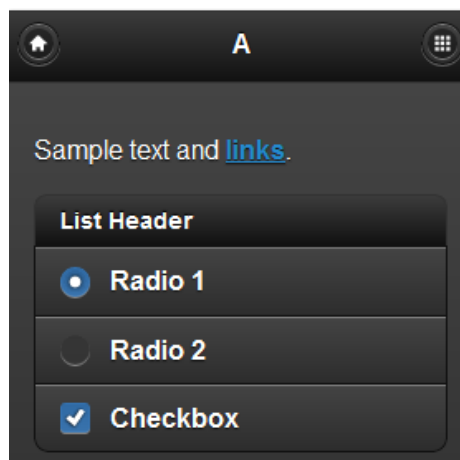 A
Sample text and links.
List Header
Radio 1
Radio 2
Checkbox